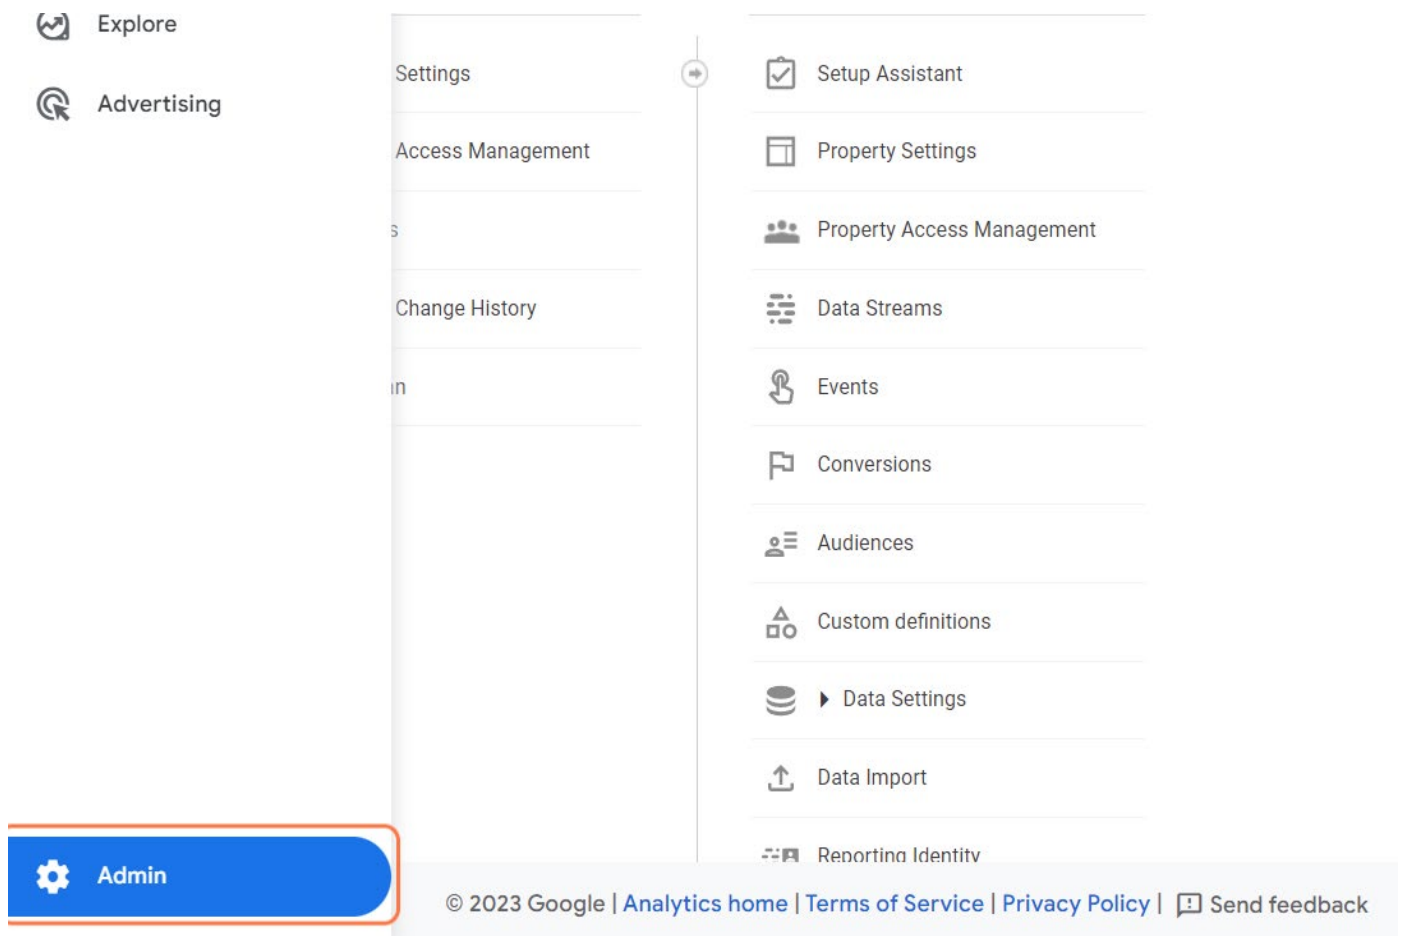 Explore
Advertising
Admin
Settings
Access Management
Change History
Setup Assistant
Property Settings
Property Access Management
Data Streams
Events
Conversions
Audiences
Custom definitions
Data Settings
Data Import
Reporting Identity
© 2023 Google | Analytics home | Terms of Service | Privacy Policy | Send feedback